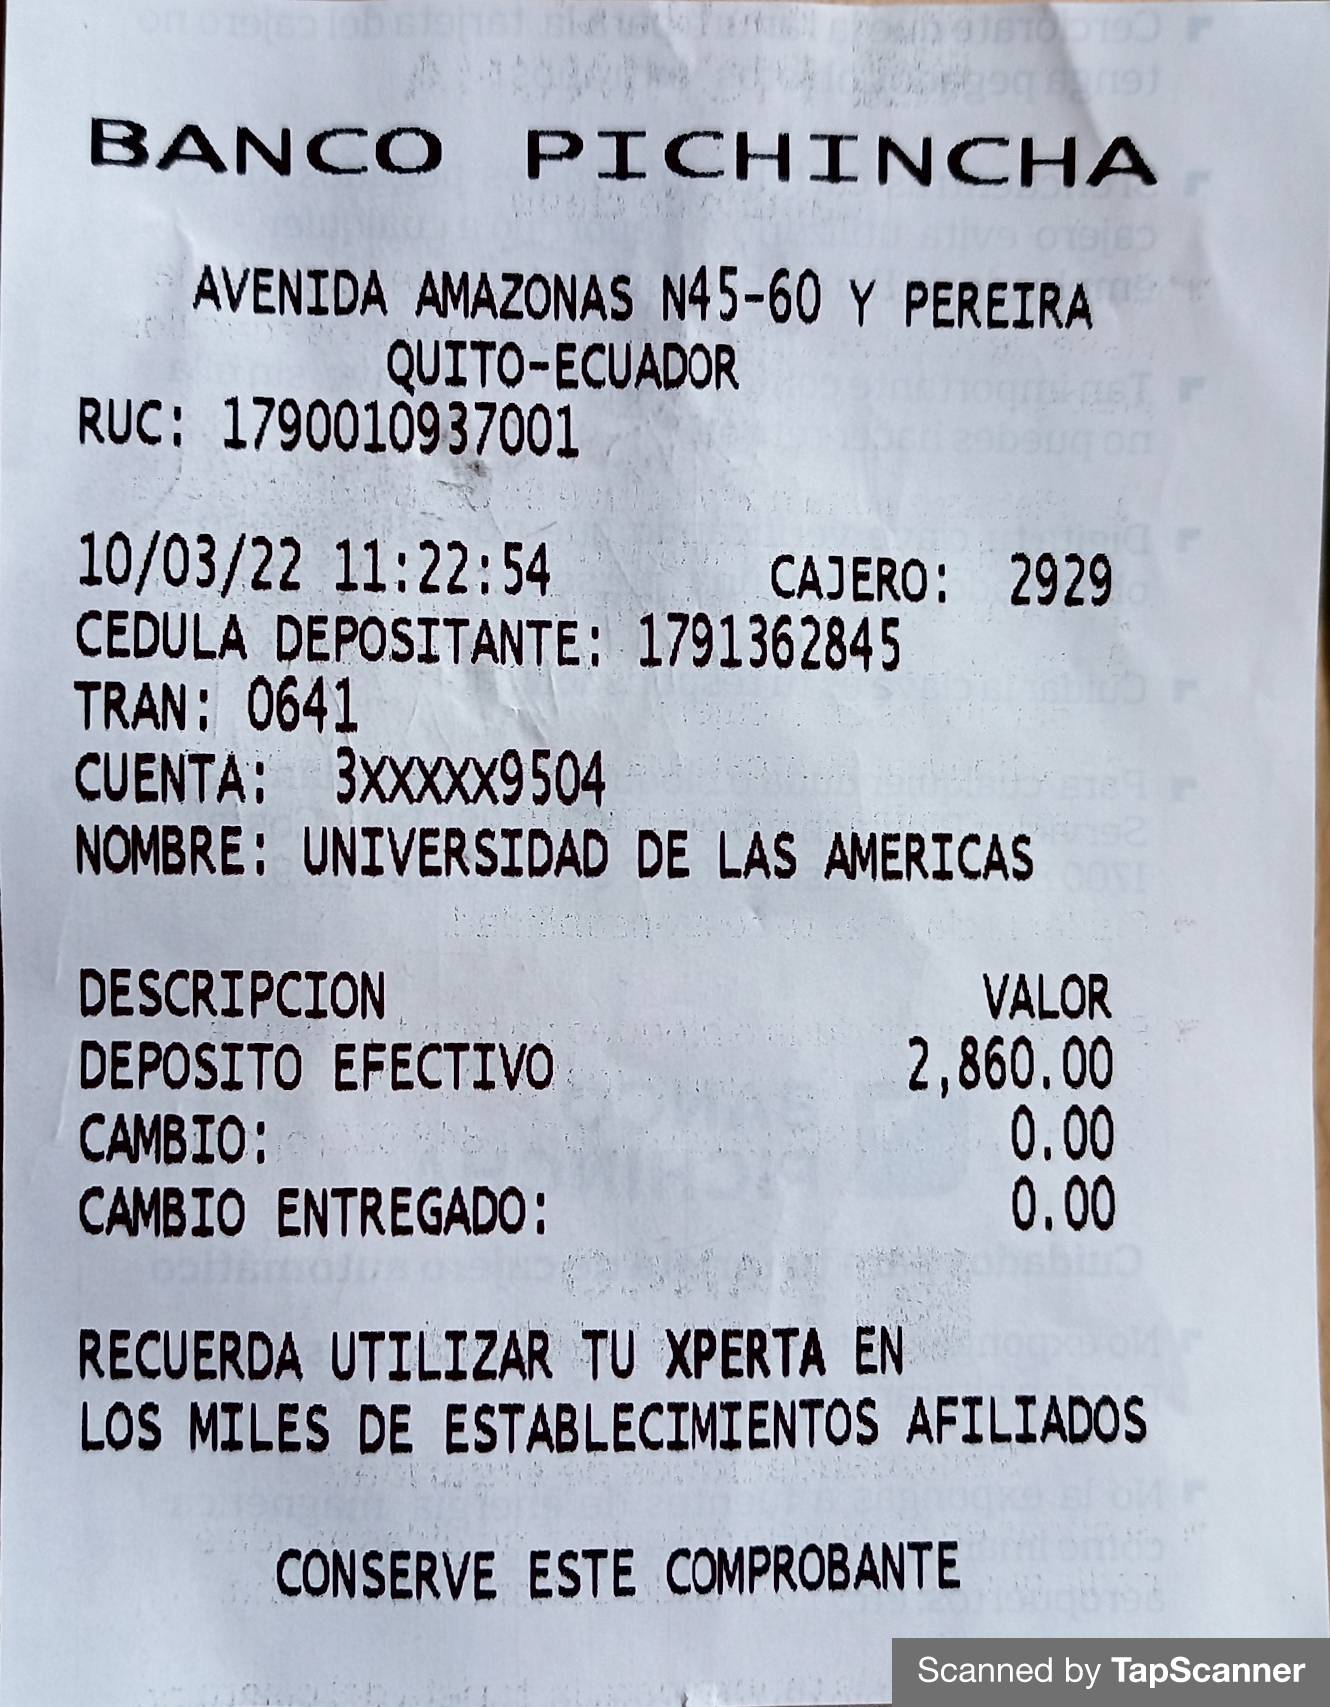 BANCO PICHINCHA
AVENIDA AMAZONAS N45-60 Y PEREIRA
QUITO-ECUADOR
RUC: 1790010937001
10/03/22 11:22:54 CAJERO: 2929
CEDULA DEPOSITANTE: 1791362845
TRAN: 0641
CUENTA: 3XXXXX9504
NOMBRE: UNIVERSIDAD DE LAS AMERICAS
DESCRIPCION VALOR
DEPOSITO EFECTIVO 2,860.00
CAMBIO: 0.00
CAMBIO ENTREGADO: 0.00
RECUERDA UTILIZAR TU XPERTA EN
LOS MILES DE ESTABLECIMIENTOS AFILIADOS
CONSERVE ESTE COMPROBANTE
Scanned by TapScanner